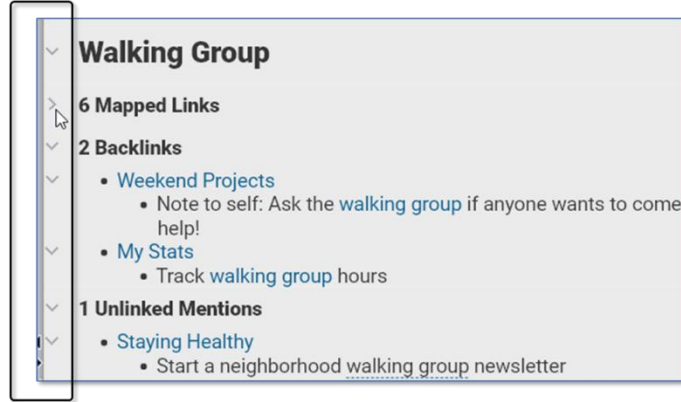 Walking Group
6 Mapped Links
2 Backlinks
• Weekend Projects
• Note to self: Ask the walking group if anyone wants to come
help!
• My Stats
• Track walking group hours
1 Unlinked Mentions
• Staying Healthy
• Start a neighborhood walking group newsletter